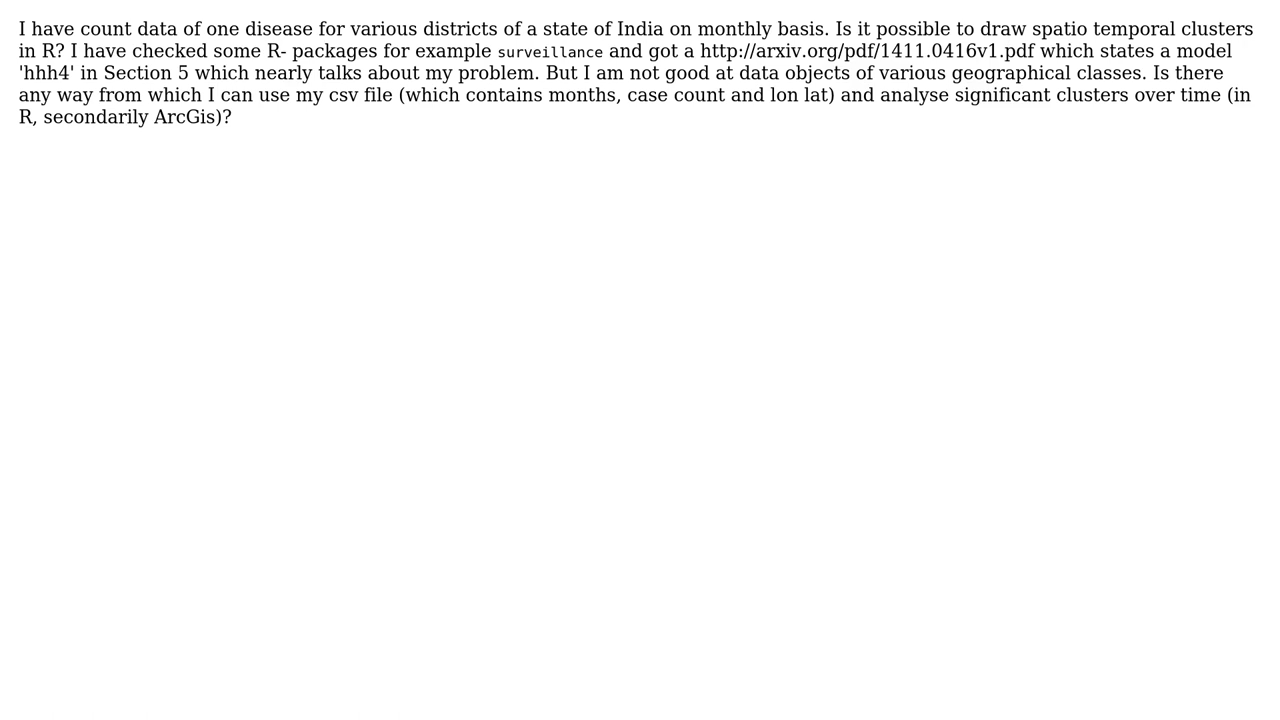 I have count data of one disease for various districts of a state of India on monthly basis. Is it possible to draw spatio temporal clusters
in R? I have checked some R- packages for example surveillance and got a http://arxiv.org/pdf/1411.0416v1.pdf which states a model
'hhh4' in Section 5 which nearly talks about my problem. But I am not good at data objects of various geographical classes. Is there
any way from which I can use my csv file (which contains months, case count and lon lat) and analyse significant clusters over time (in
R, secondarily ArcGis)?